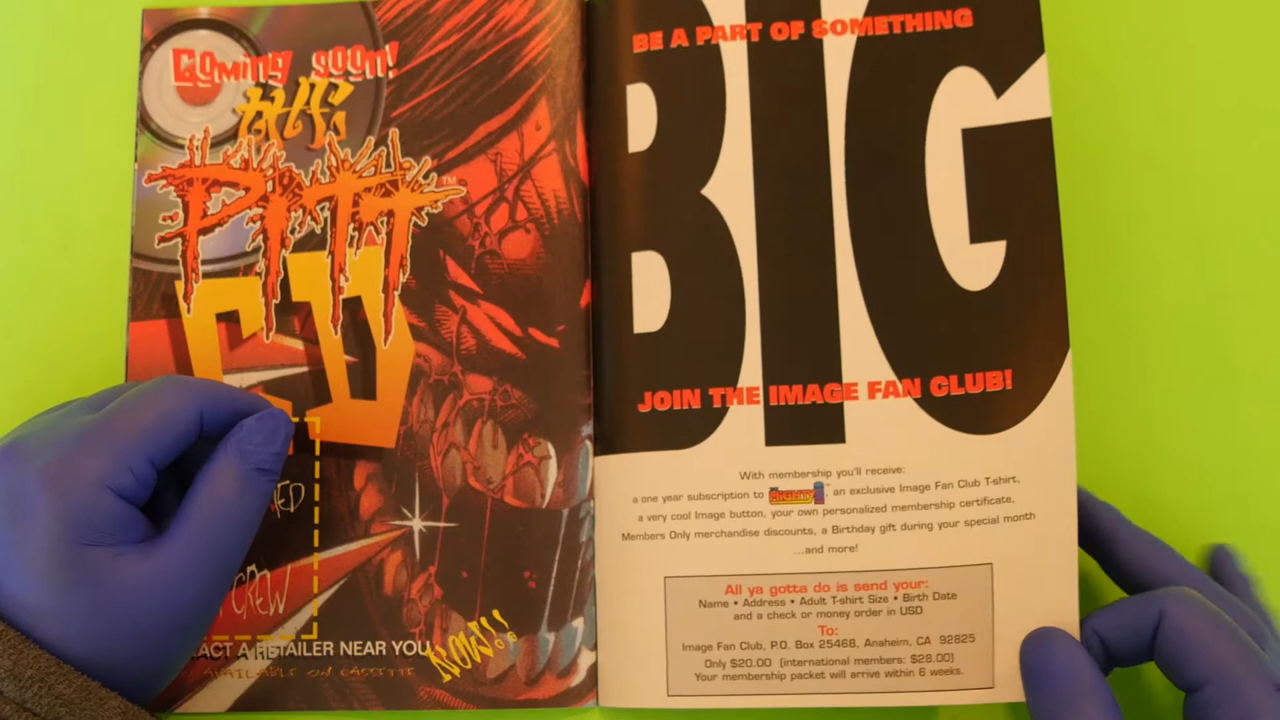 COMING SOON!
THE
PITT
TM
CD
CREW
RETAILER NEAR YOU
NOW!!
ALSO AVAILABLE ON CASSETTE
BE A PART OF SOMETHING
BIG
JOIN THE IMAGE FAN CLUB!
With membership you'll receive:
a one year subscription to MIGHTY I, an exclusive Image Fan Club T-shirt,
a very cool Image button, your own personalized membership certificate,
Members Only merchandise discounts, a Birthday gift during your special month
...and more!
All ya gotta do is send your:
Name • Address • Adult T-shirt Size • Birth Date
and a check or money order in USD
To:
Image Fan Club, P.O. Box 25468, Anaheim, CA 92825
Only $20.00 (international members: $28.00)
Your membership packet will arrive within 6 weeks.